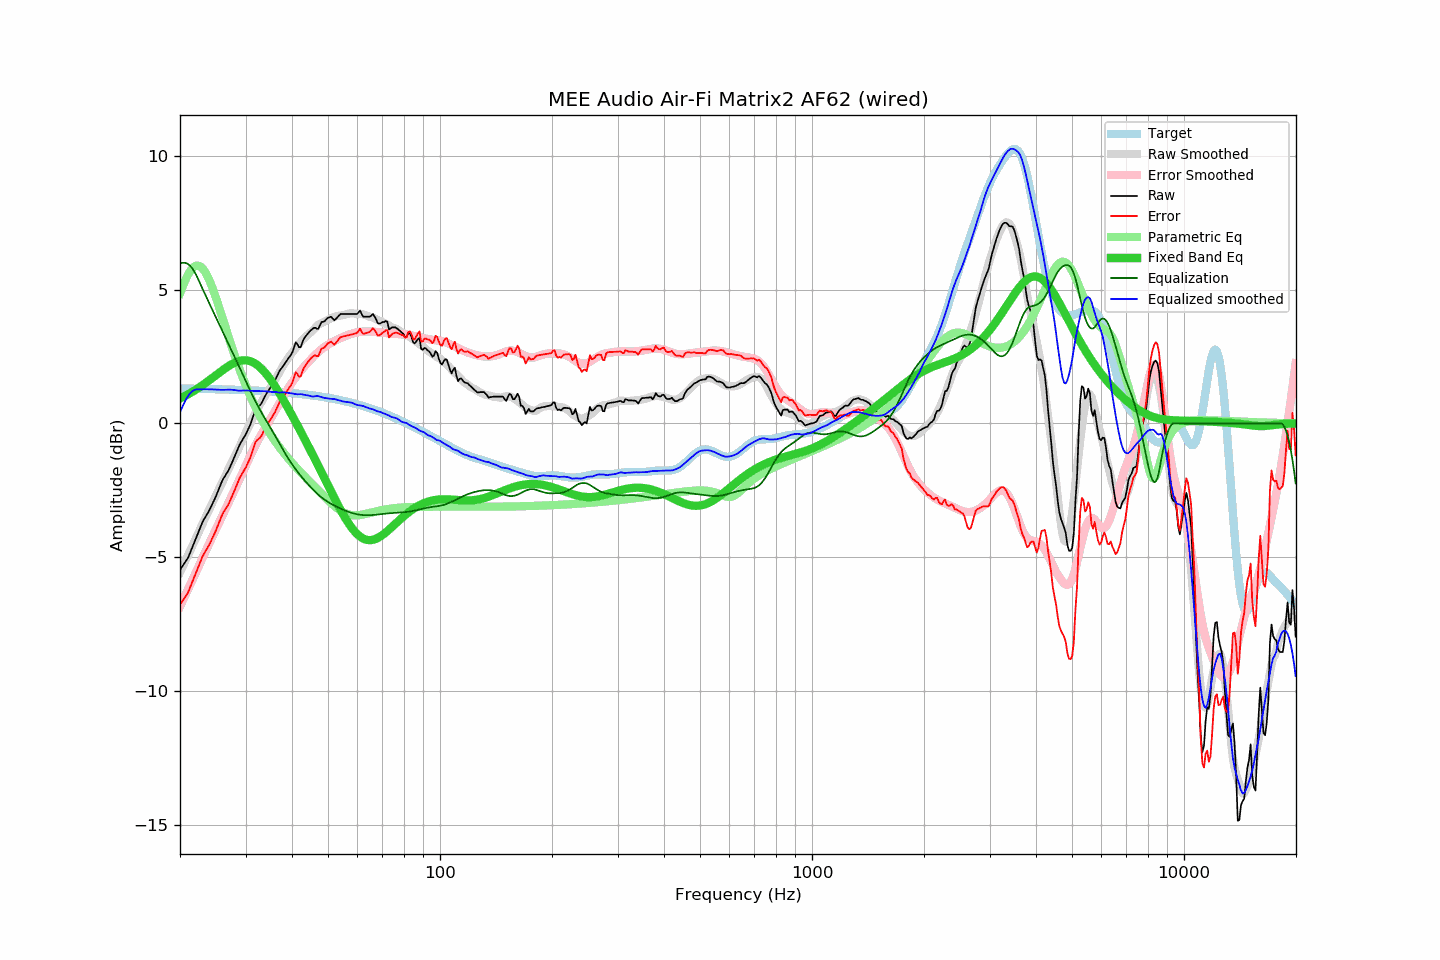 MEE Audio Air-Fi Matrix2 AF62 (wired)
Target
Raw Smoothed
Error Smoothed
Raw
Error
Parametric Eq
Fixed Band Eq
Equalization
Equalized smoothed
Amplitude (dBr)
10
5
0
−5
−10
−15
100
1000
10000
Frequency (Hz)